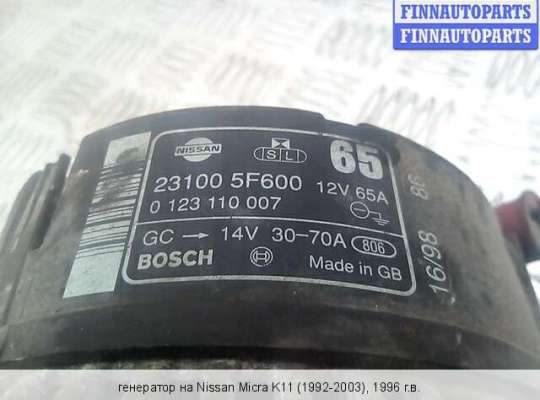 FINNAUTOPARTS
FINNAUTOPARTS
NISSAN
S L
65
23100 5F600 12V 65A
0 123 110 007
GC → 14V 30-70A 806
BOSCH Made in GB
16/98 86
генератор на Nissan Micra K11 (1992-2003), 1996 г.в.